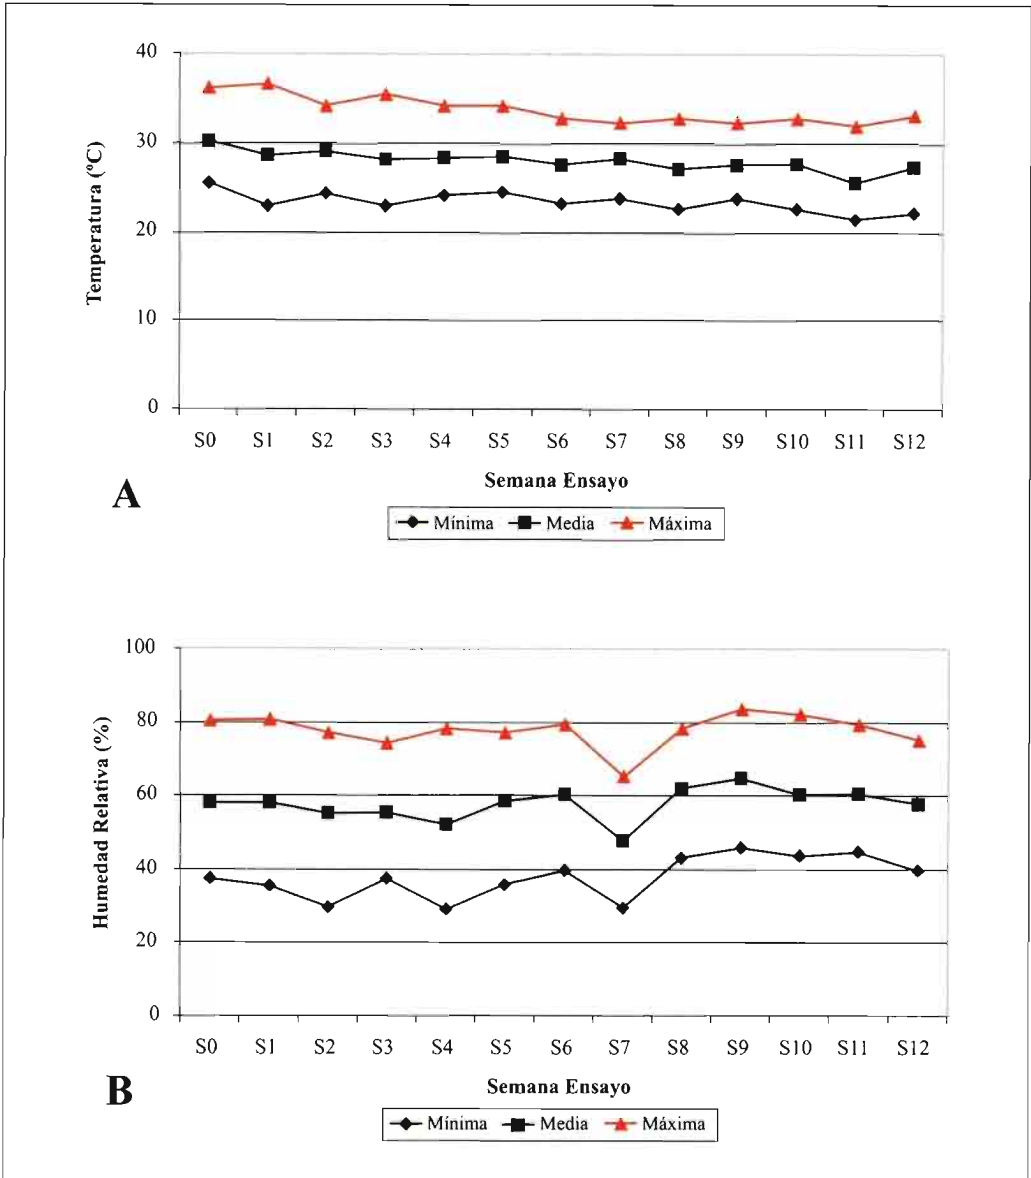 40
30
20
10
0
Temperatura (ºC)
S0 S1 S2 S3 S4 S5 S6 S7 S8 S9 S10 S11 S12
Semana Ensayo
A
Mínima Media Máxima
100
80
60
40
20
0
Humedad Relativa (%)
S0 S1 S2 S3 S4 S5 S6 S7 S8 S9 S10 S11 S12
Semana Ensayo
B
Mínima Media Máxima